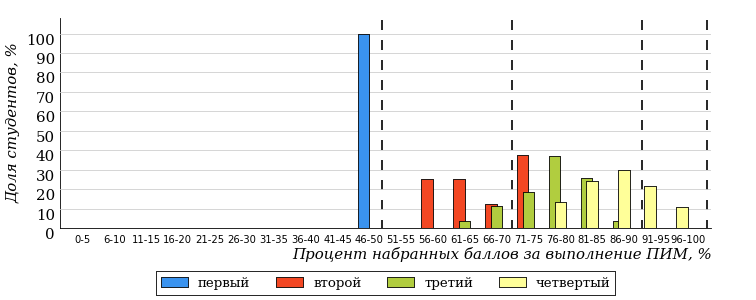 Доля студентов, %
100
90
80
70
60
50
40
30
20
10
0
0-5 6-10 11-15 16-20 21-25 26-30 31-35 36-40 41-45 46-50 51-55 56-60 61-65 66-70 71-75 76-80 81-85 86-90 91-95 96-100
Процент набранных баллов за выполнение ПИМ, %
первый второй третий четвертый